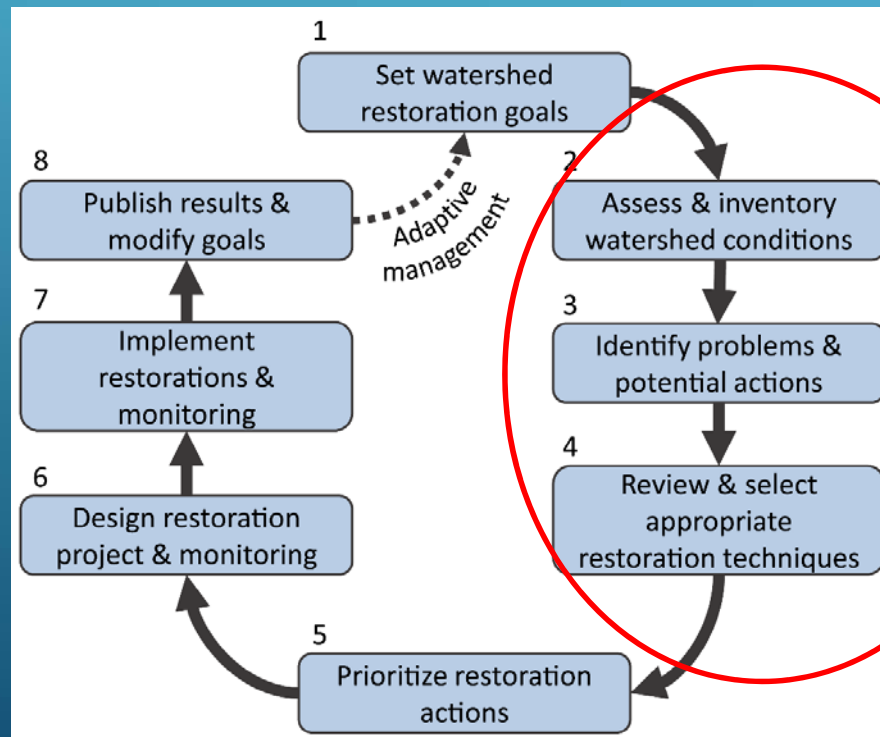 1
Set watershed
restoration goals
2
Assess & inventory
watershed conditions
3
Identify problems &
potential actions
4
Review & select
appropriate
restoration techniques
5
Prioritize restoration
actions
6
Design restoration
project & monitoring
7
Implement
restorations &
monitoring
8
Publish results &
modify goals
Adaptive
management